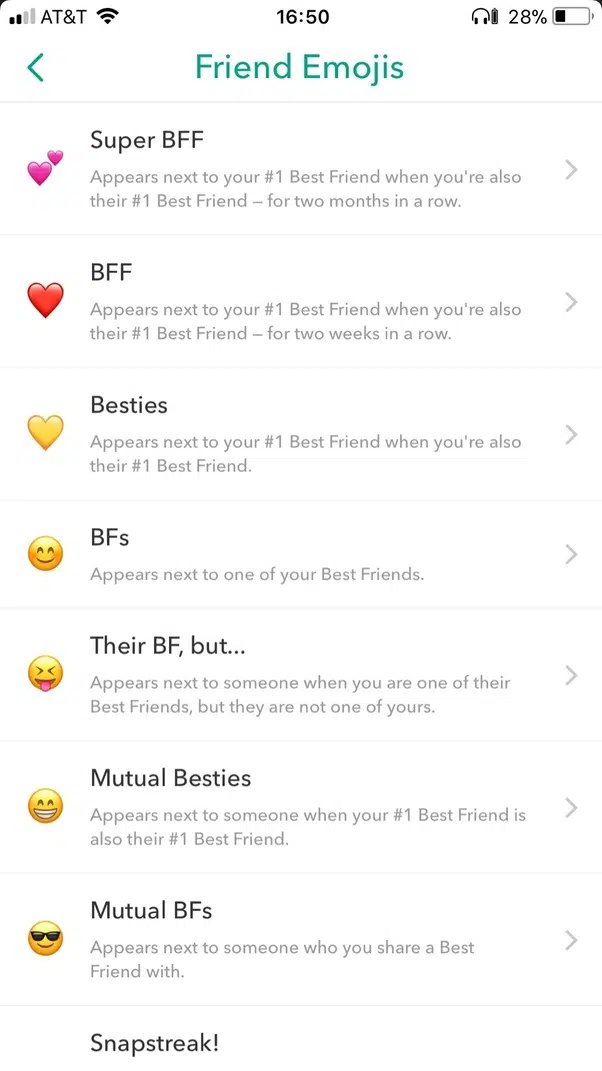 AT&T 16:50 28%
Friend Emojis
Super BFF
Appears next to your #1 Best Friend when you're also
their #1 Best Friend – for two months in a row.
BFF
Appears next to your #1 Best Friend when you're also
their #1 Best Friend – for two weeks in a row.
Besties
Appears next to your #1 Best Friend when you're also
their #1 Best Friend.
BFs
Appears next to one of your Best Friends.
Their BF, but...
Appears next to someone when you are one of their
Best Friends, but they are not one of yours.
Mutual Besties
Appears next to someone when your #1 Best Friend is
also their #1 Best Friend.
Mutual BFs
Appears next to someone who you share a Best
Friend with.
Snapstreak!